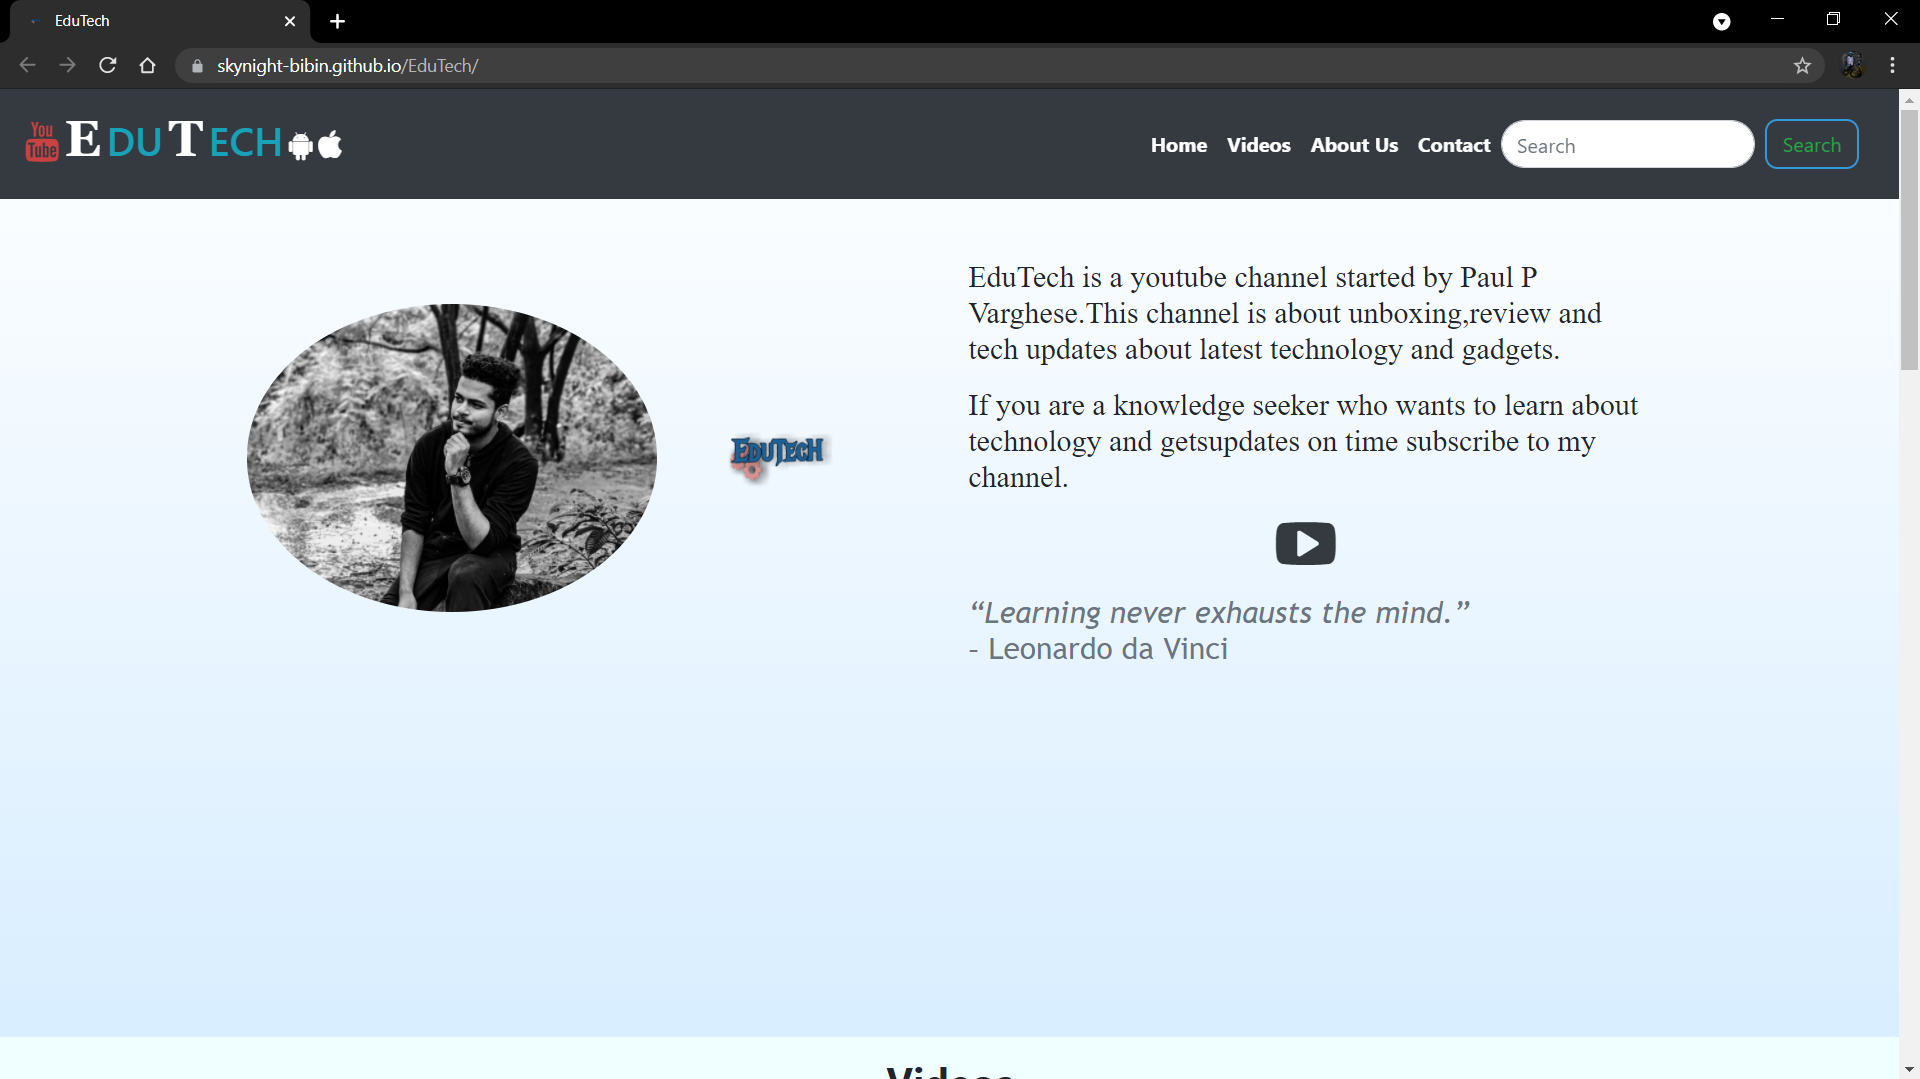 EduTech
skynight-bibin.github.io/EduTech/
You
Tube
EDUTECH
Home
Videos
About Us
Contact
Search
Search
EduTech is a youtube channel started by Paul P
Varghese.This channel is about unboxing,review and
tech updates about latest technology and gadgets.
If you are a knowledge seeker who wants to learn about
technology and getsupdates on time subscribe to my
channel.
EDUTECH
“Learning never exhausts the mind.”
– Leonardo da Vinci
Videos